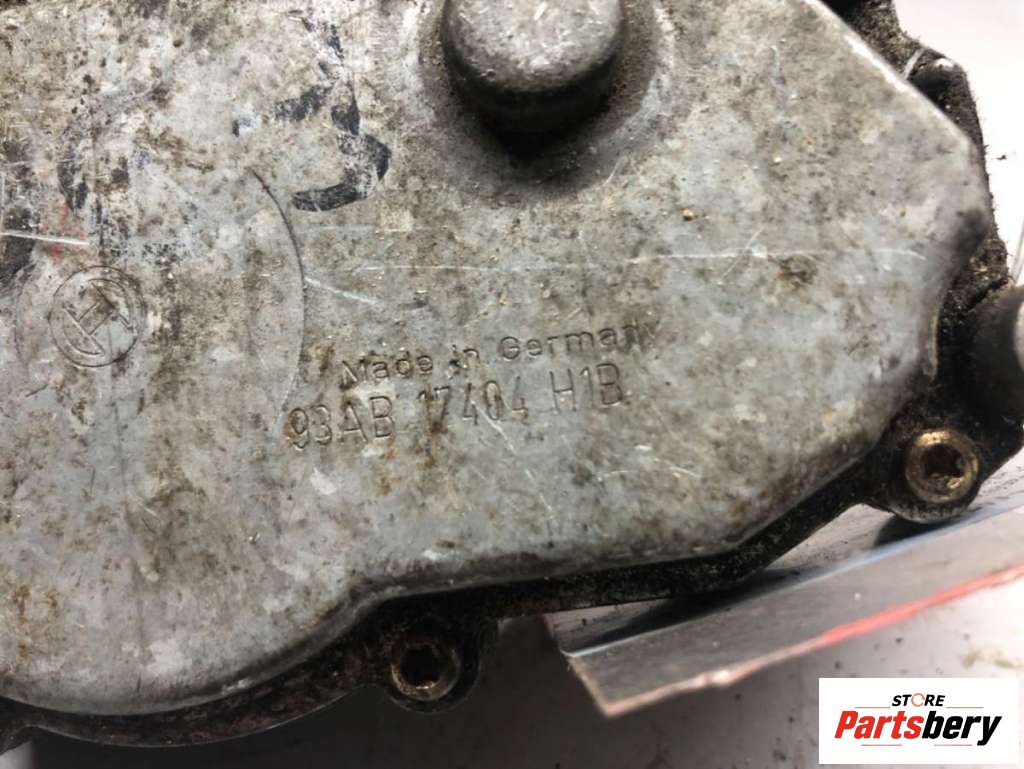 Made in Germany
93AB 17404 H1B
STORE
Partsbery